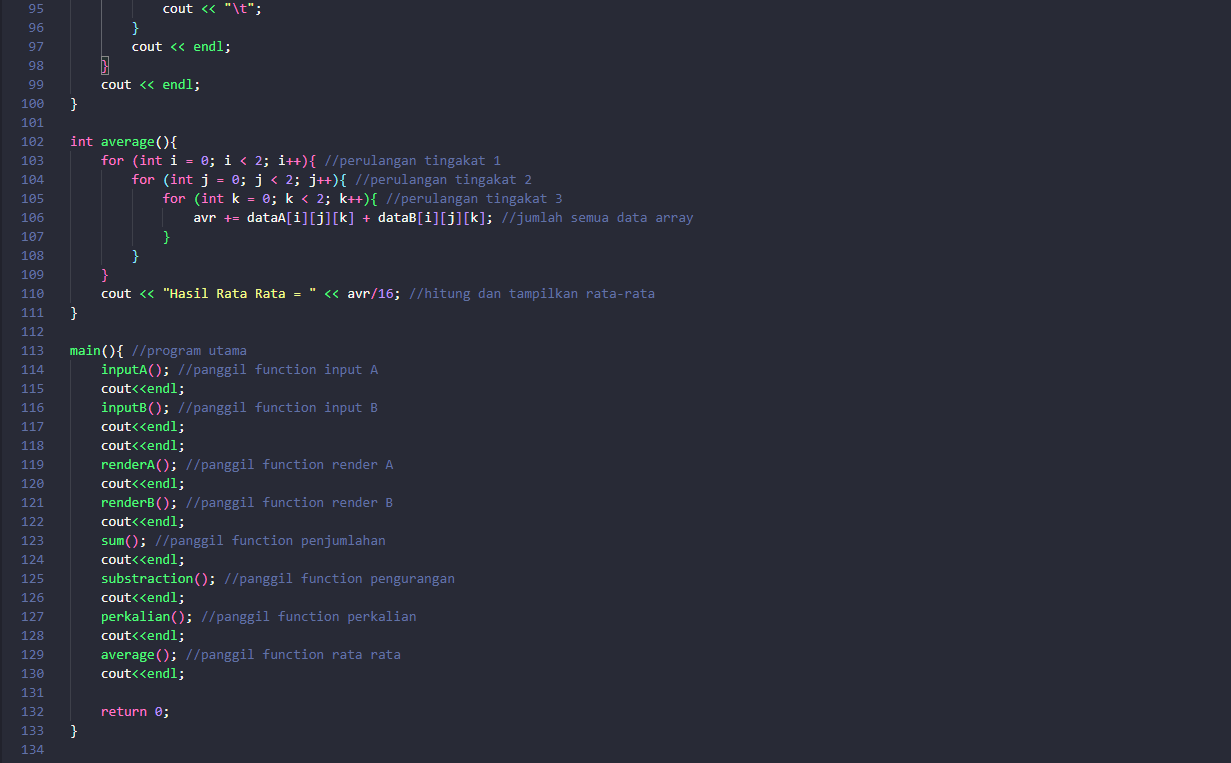 95 cout << "\t";
96 }
97 cout << endl;
98 }
99 cout << endl;
100 }
101
102 int average(){
103 for (int i = 0; i < 2; i++){ //perulangan tingakat 1
104 for (int j = 0; j < 2; j++){ //perulangan tingakat 2
105 for (int k = 0; k < 2; k++){ //perulangan tingakat 3
106 avr += dataA[i][j][k] + dataB[i][j][k]; //jumlah semua data array
107 }
108 }
109 }
110 cout << "Hasil Rata Rata = " << avr/16; //hitung dan tampilkan rata-rata
111 }
112
113 main(){ //program utama
114 inputA(); //panggil function input A
115 cout<<endl;
116 inputB(); //panggil function input B
117 cout<<endl;
118 cout<<endl;
119 renderA(); //panggil function render A
120 cout<<endl;
121 renderB(); //panggil function render B
122 cout<<endl;
123 sum(); //panggil function penjumlahan
124 cout<<endl;
125 substraction(); //panggil function pengurangan
126 cout<<endl;
127 perkalian(); //panggil function perkalian
128 cout<<endl;
129 average(); //panggil function rata rata
130 cout<<endl;
131
132 return 0;
133 }
134